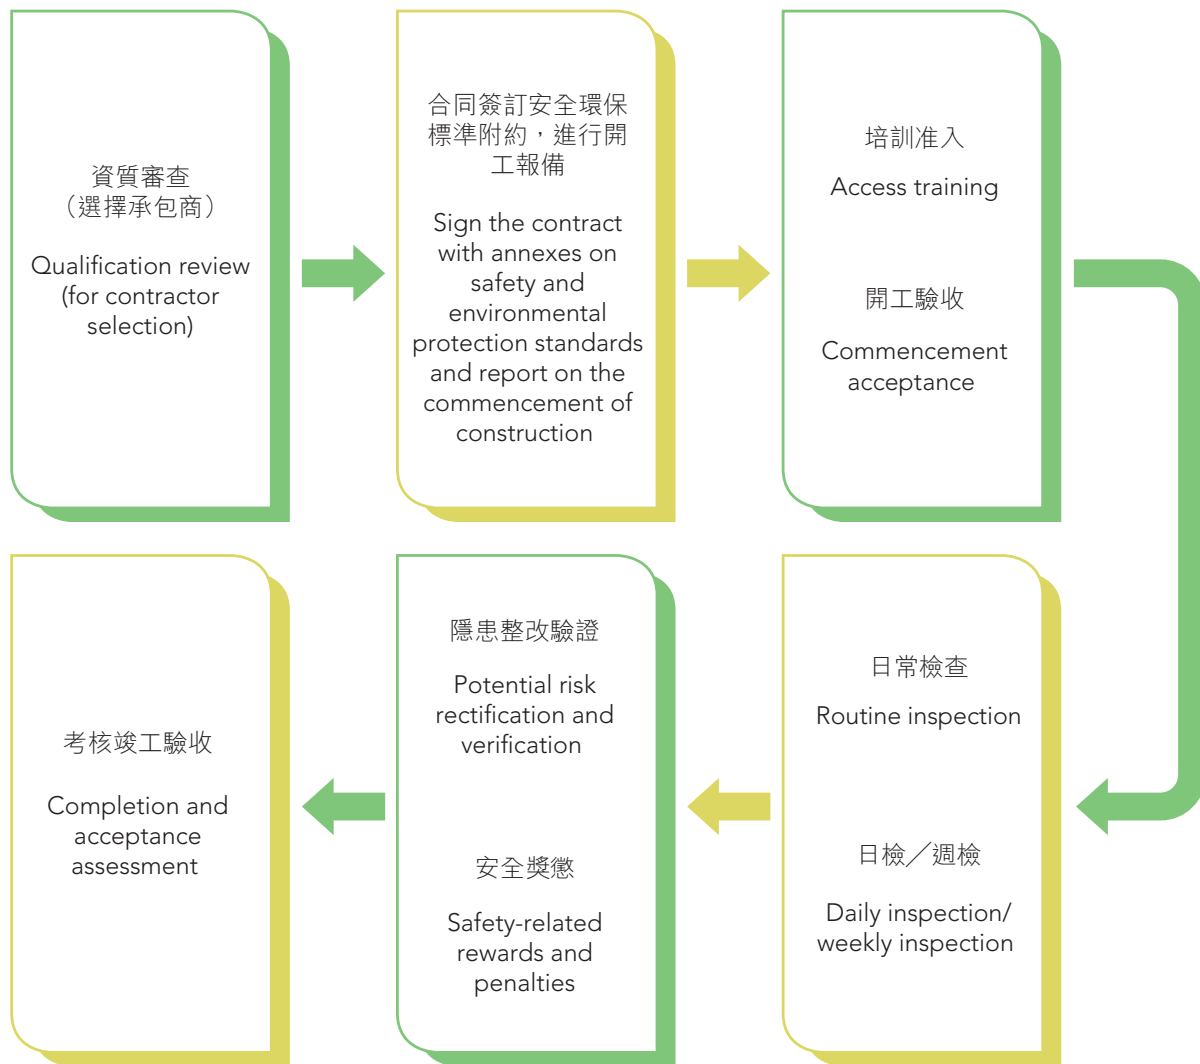 資質審查
（選擇承包商）
Qualification review
(for contractor
selection)
合同簽訂安全環保
標準附約，進行開
工報備
Sign the contract
with annexes on
safety and
environmental
protection standards
and report on the
commencement of
construction
培訓准入
Access training
開工驗收
Commencement
acceptance
日常檢查
Routine inspection
日檢／週檢
Daily inspection/
weekly inspection
隱患整改驗證
Potential risk
rectification and
verification
安全獎懲
Safety-related
rewards and
penalties
考核竣工驗收
Completion and
acceptance
assessment